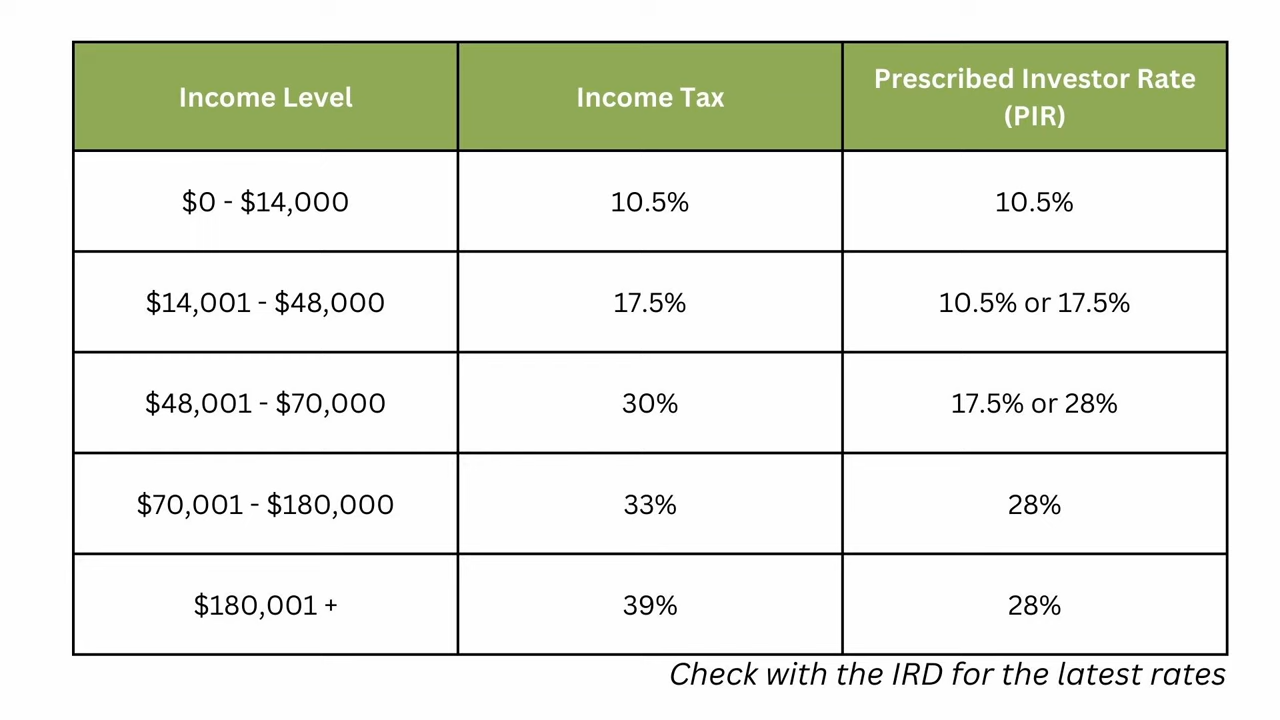 Income Level Income Tax Prescribed Investor Rate
(PIR)
$0 - $14,000 10.5% 10.5%
$14,001 - $48,000 17.5% 10.5% or 17.5%
$48,001 - $70,000 30% 17.5% or 28%
$70,001 - $180,000 33% 28%
$180,001 + 39% 28%
Check with the IRD for the latest rates